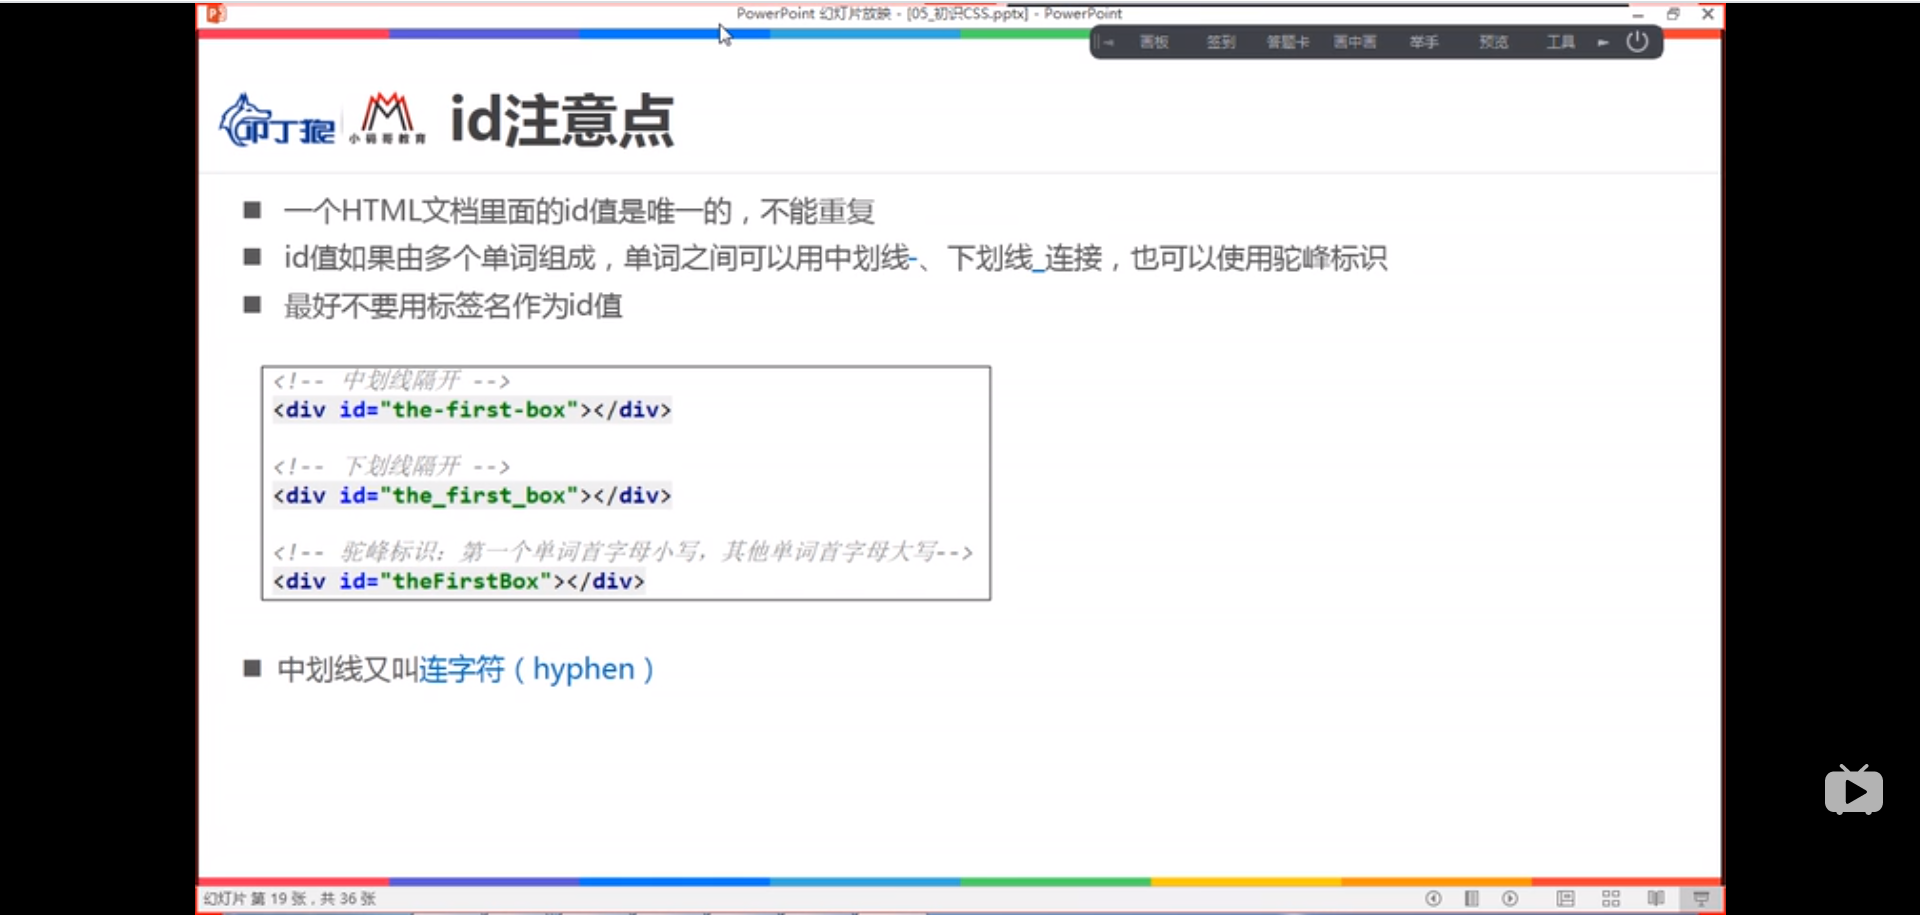 PowerPoint 幻灯片放映 - [05_初识CSS.pptx] - PowerPoint
画板 签到 答题卡 画中画 举手 预览 工具
叩丁狼 小码哥教育 id注意点
■ 一个HTML文档里面的id值是唯一的，不能重复
■ id值如果由多个单词组成，单词之间可以用中划线-、下划线_连接，也可以使用驼峰标识
■ 最好不要用标签名作为id值
<!-- 中划线隔开 -->
<div id="the-first-box"></div>
<!-- 下划线隔开 -->
<div id="the_first_box"></div>
<!-- 驼峰标识：第一个单词首字母小写，其他单词首字母大写-->
<div id="theFirstBox"></div>
■ 中划线又叫连字符（hyphen）
幻灯片 第 19 张，共 36 张